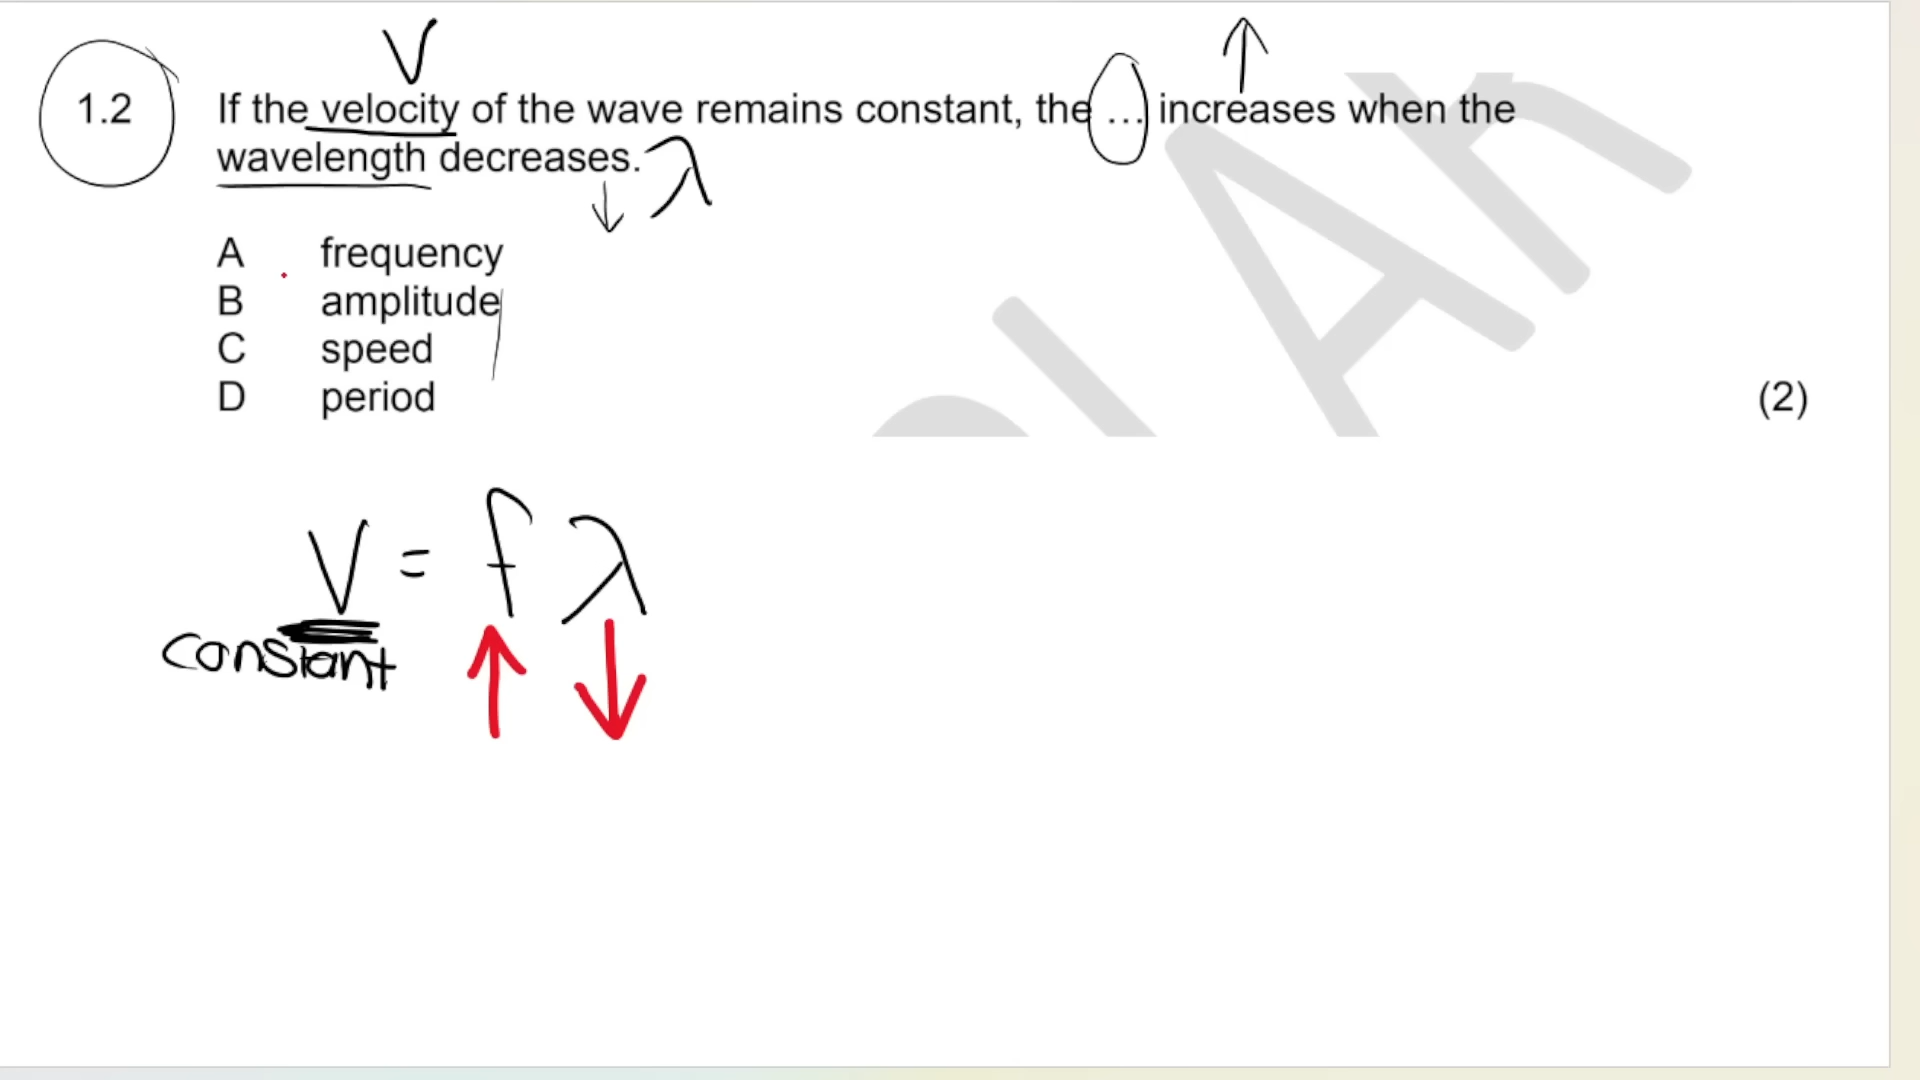 V ↑
1.2 If the velocity of the wave remains constant, the ... increases when the
wavelength decreases. λ
↓
A frequency
B amplitude
C speed
D period
(2)
V = f λ
constant ↑ ↓